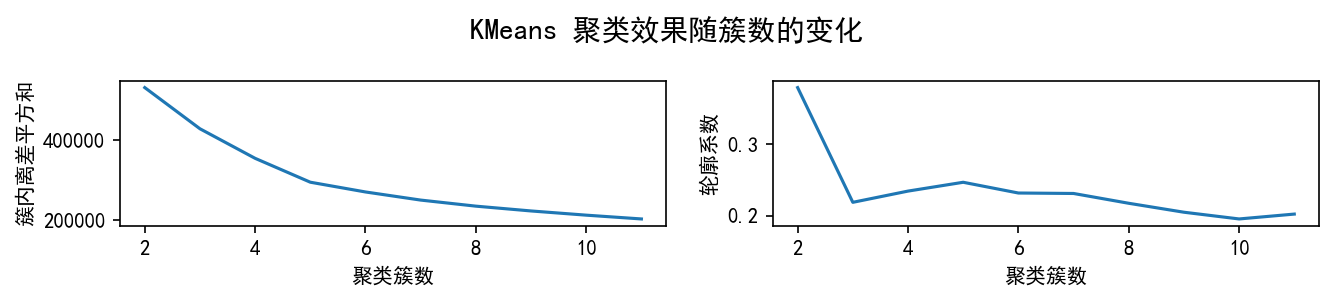 KMeans 聚类效果随簇数的变化
簇内离差平方和
400000
200000
2 4 6 8 10
聚类簇数
轮廓系数
0.3
0.2
2 4 6 8 10
聚类簇数